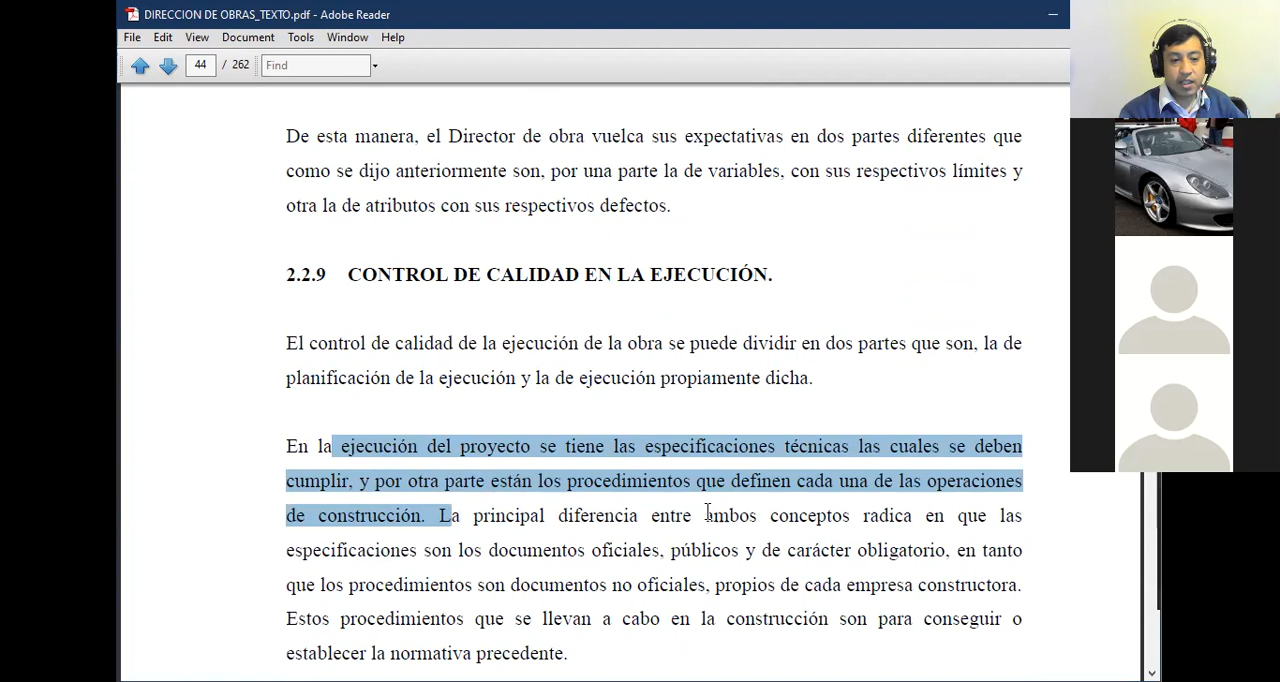 DIRECCION DE OBRAS_TEXTO.pdf - Adobe Reader
File Edit View Document Tools Window Help
44 / 262 Find
De esta manera, el Director de obra vuelca sus expectativas en dos partes diferentes que
como se dijo anteriormente son, por una parte la de variables, con sus respectivos límites y
otra la de atributos con sus respectivos defectos.
2.2.9 CONTROL DE CALIDAD EN LA EJECUCIÓN.
El control de calidad de la ejecución de la obra se puede dividir en dos partes que son, la de
planificación de la ejecución y la de ejecución propiamente dicha.
En la ejecución del proyecto se tiene las especificaciones técnicas las cuales se deben
cumplir, y por otra parte están los procedimientos que definen cada una de las operaciones
de construcción. La principal diferencia entre ambos conceptos radica en que las
especificaciones son los documentos oficiales, públicos y de carácter obligatorio, en tanto
que los procedimientos son documentos no oficiales, propios de cada empresa constructora.
Estos procedimientos que se llevan a cabo en la construcción son para conseguir o
establecer la normativa precedente.